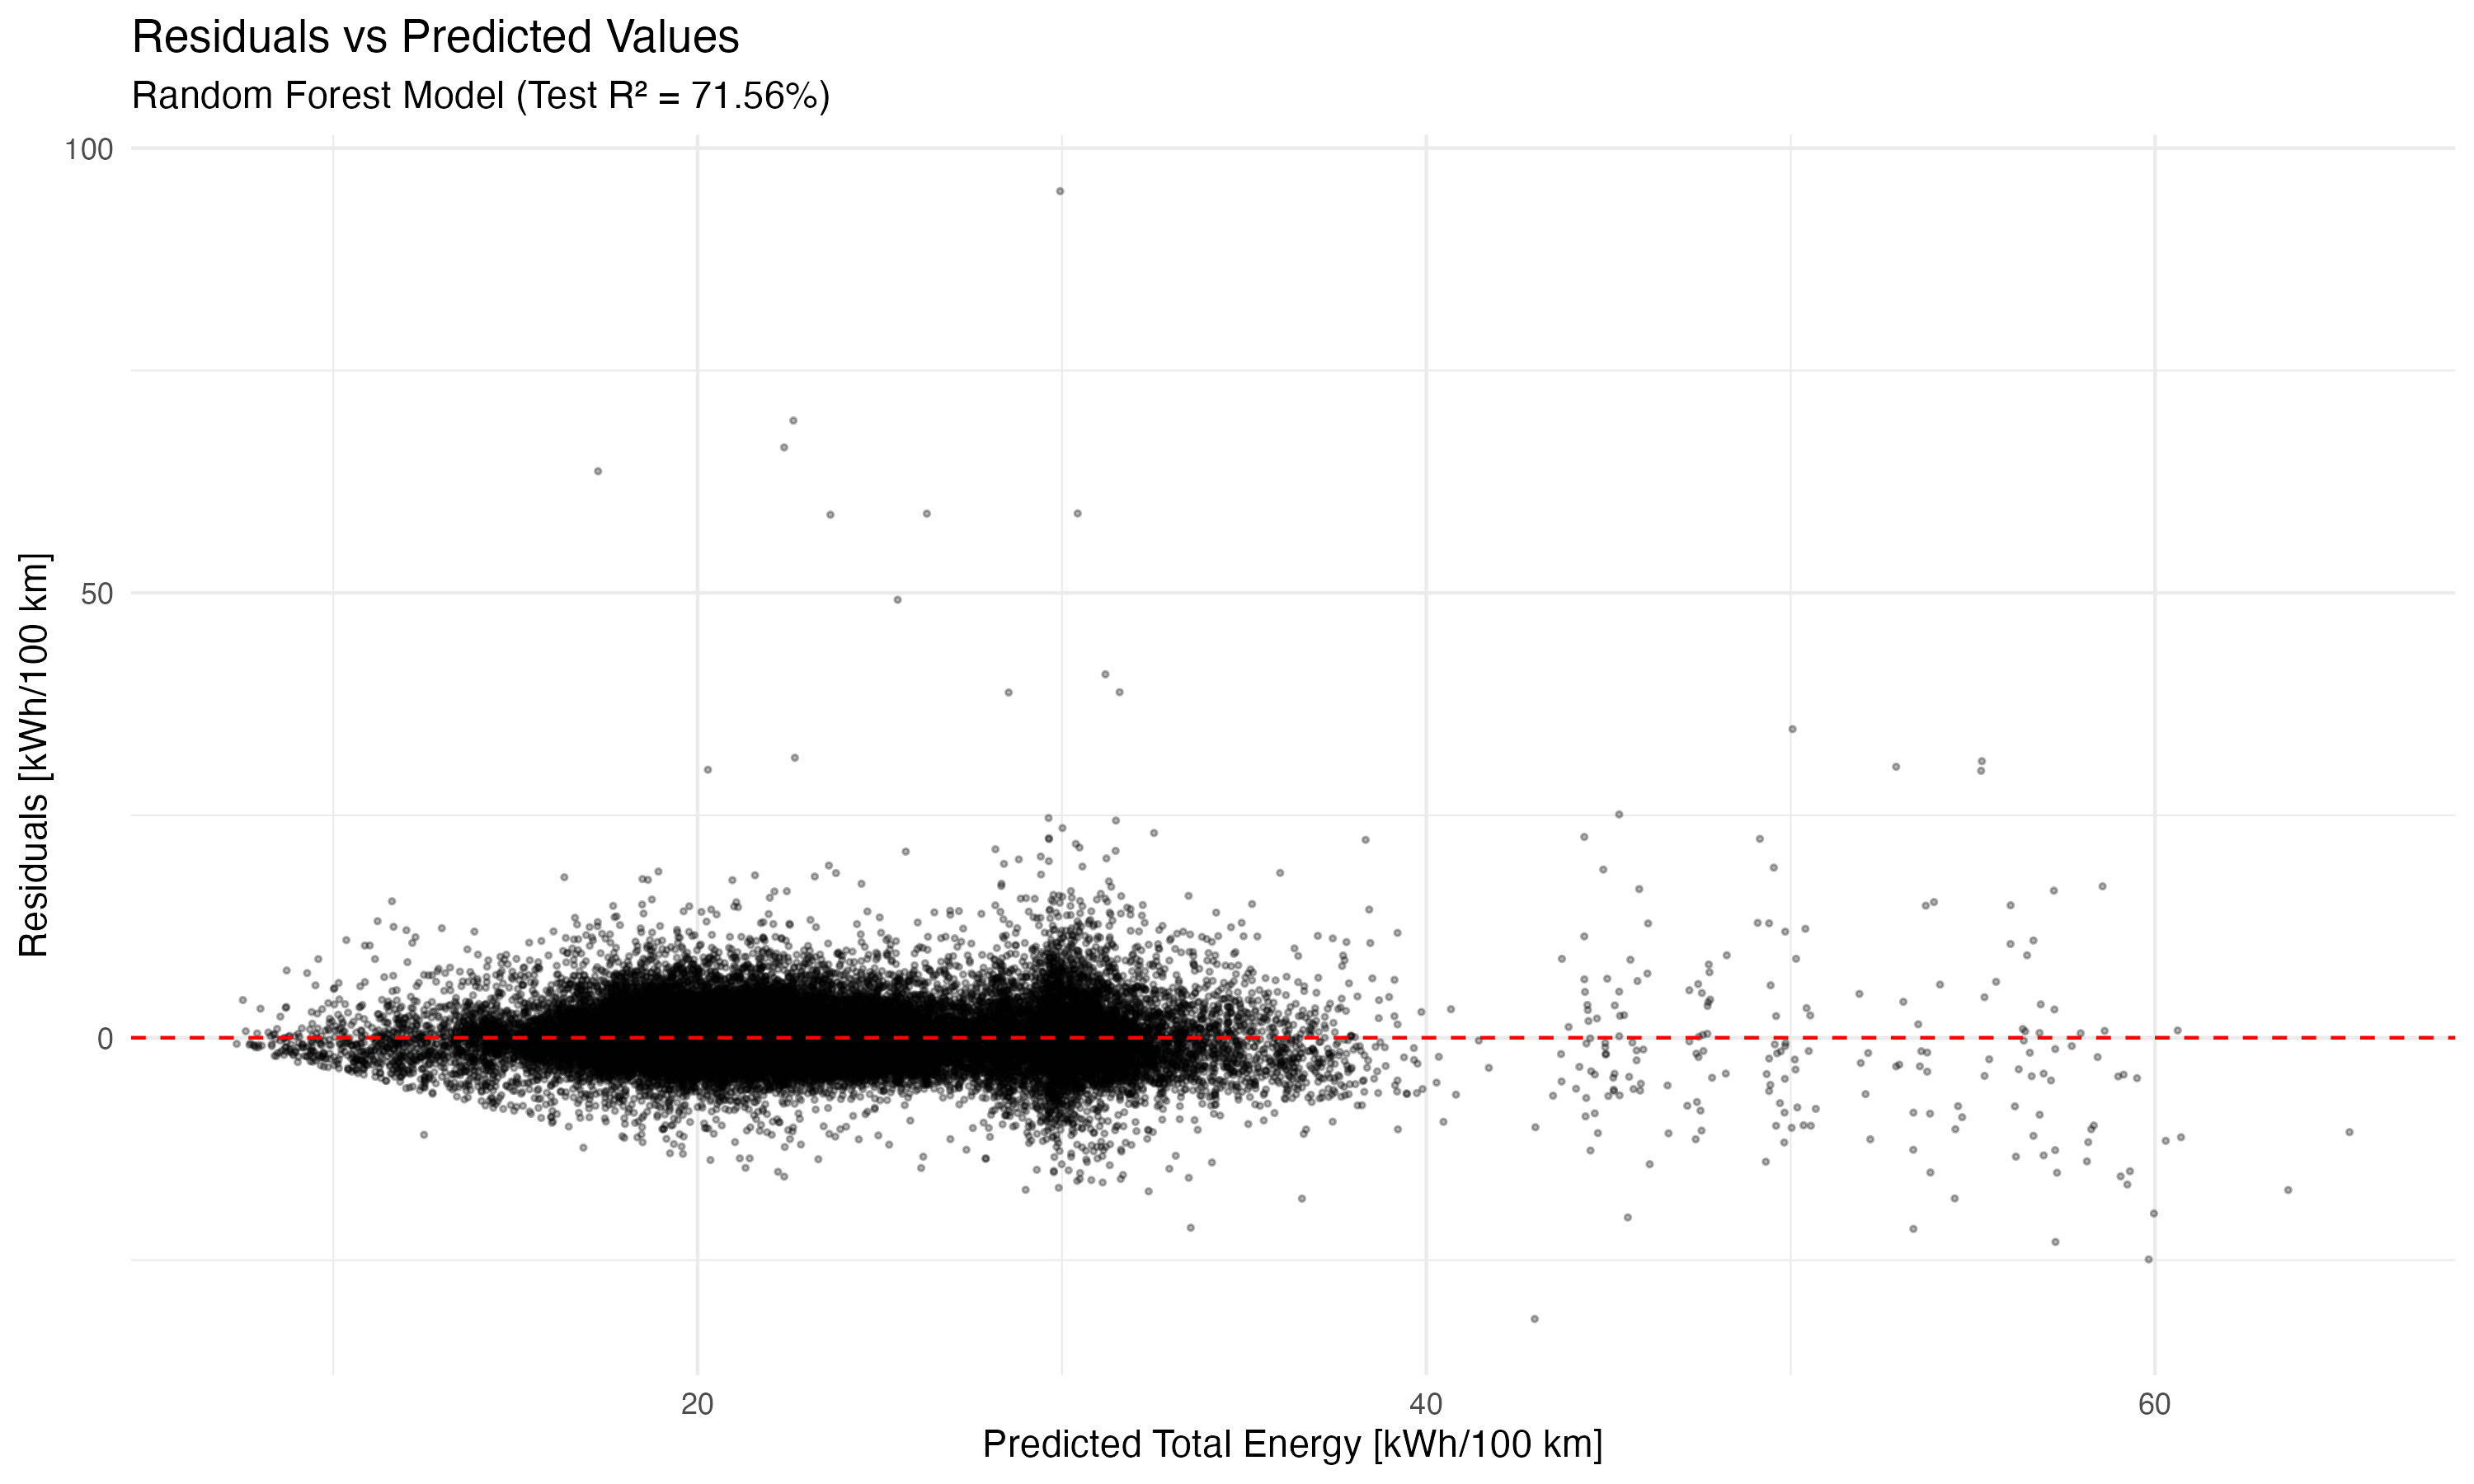 Residuals vs Predicted Values
Random Forest Model (Test R² = 71.56%)
100
50
0
Residuals [kWh/100 km]
20
40
60
Predicted Total Energy [kWh/100 km]